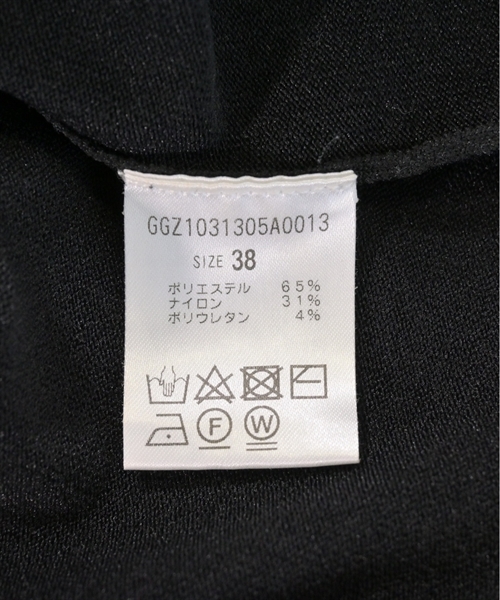 GGZ1031305A0013
SIZE 38
ポリエステル 65%
ナイロン 31%
ポリウレタン 4%
F W